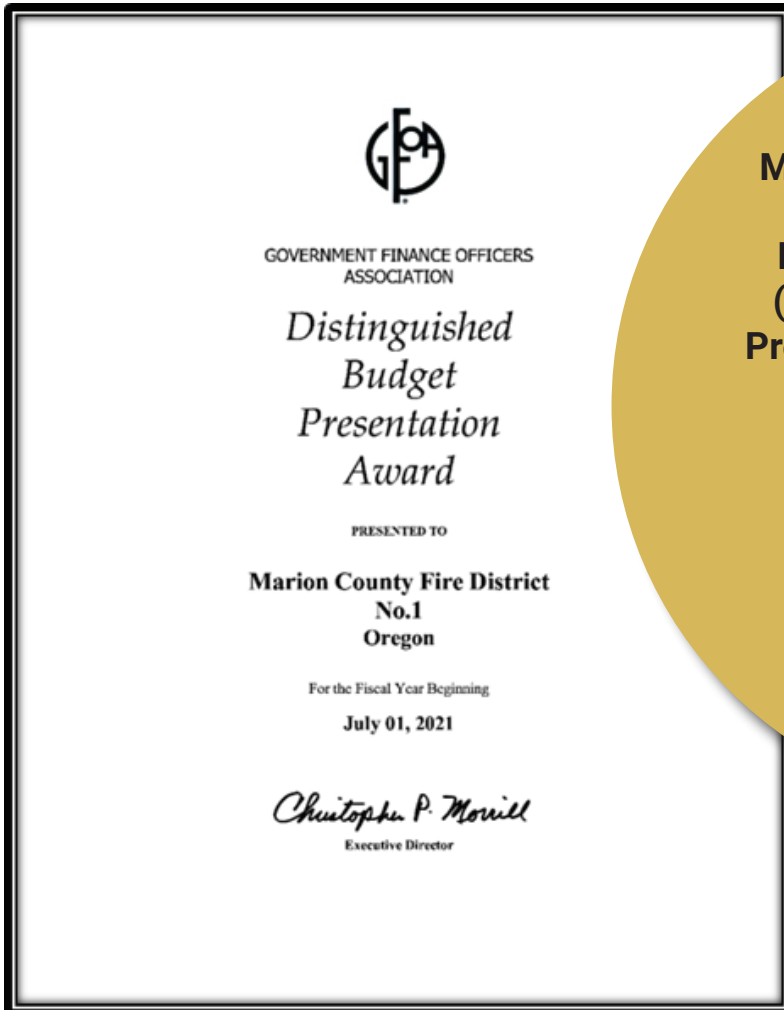 GFOA
GOVERNMENT FINANCE OFFICERS
ASSOCIATION
Distinguished
Budget
Presentation
Award
PRESENTED TO
Marion County Fire District
No.1
Oregon
For the Fiscal Year Beginning
July 01, 2021
Christopher P. Morrill
Executive Director